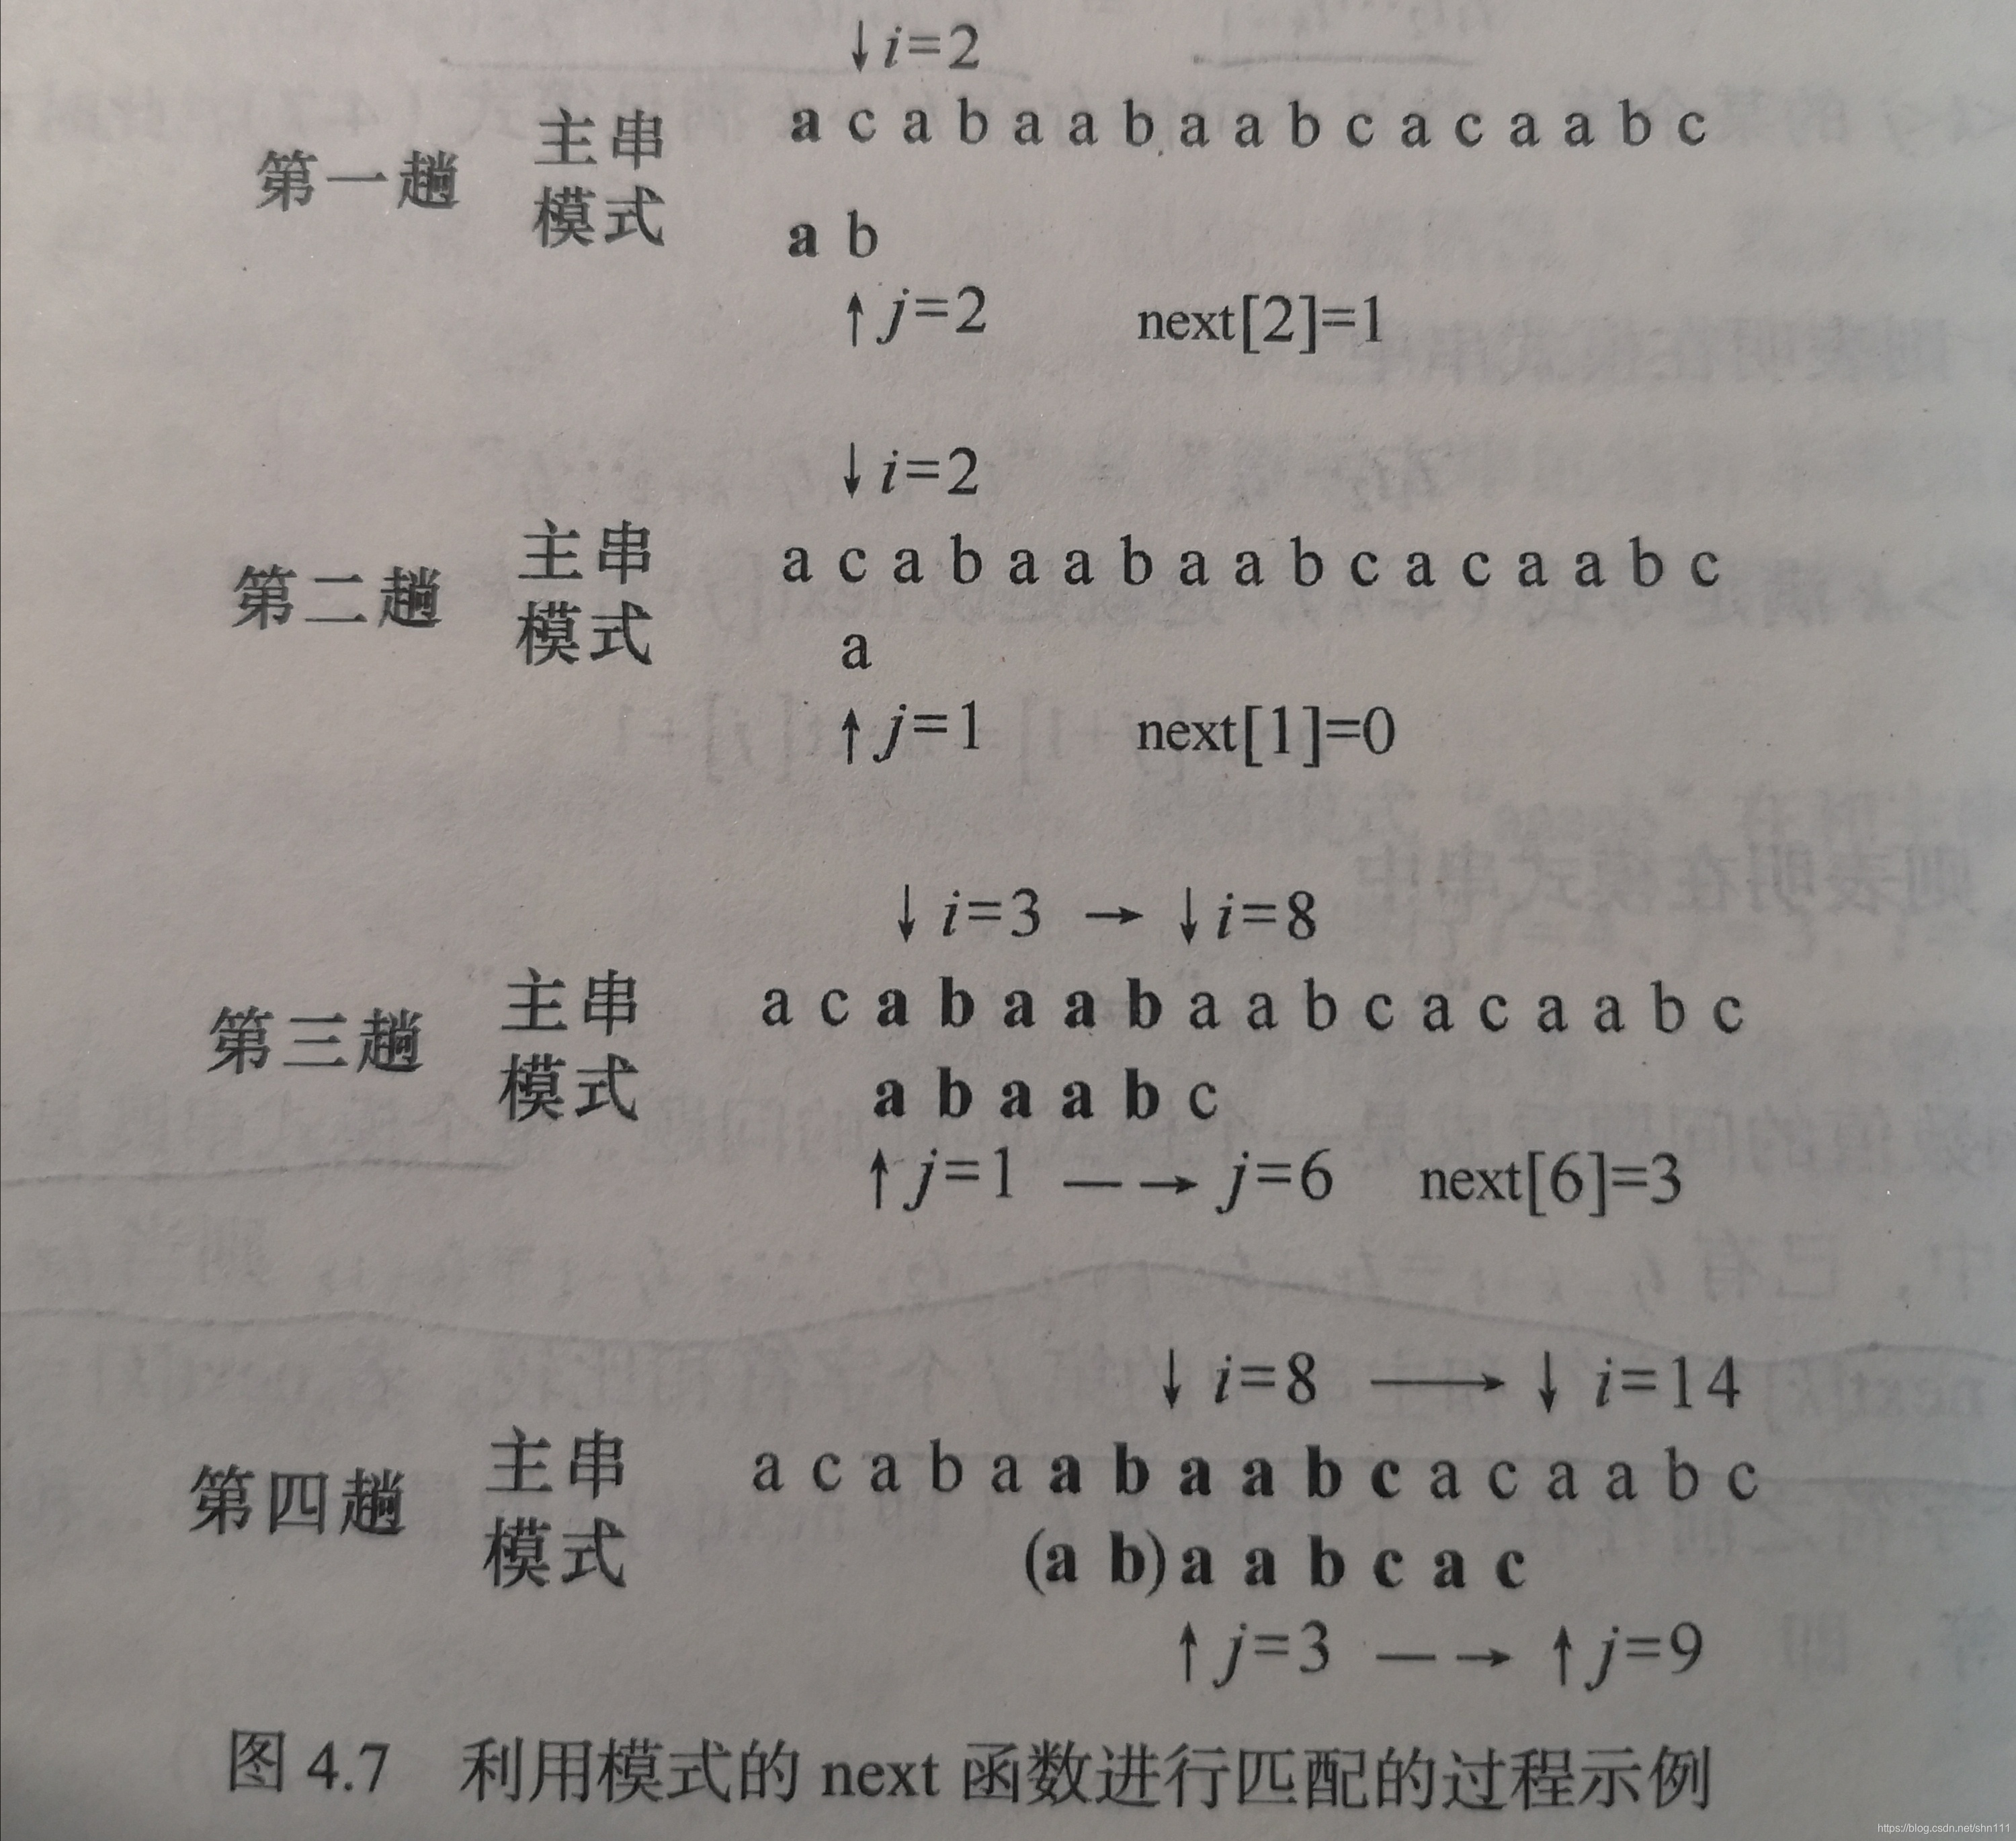 ↓i=2
主串 a c a b a a b a a b c a c a a b c
第一趟
模式 a b
↑j=2 next[2]=1
↓i=2
主串 a c a b a a b a a b c a c a a b c
第二趟
模式 a
↑j=1 next[1]=0
↓i=3 → ↓i=8
主串 a c a b a a b a a b c a c a a b c
第三趟
模式 a b a a b c
↑j=1 —→ j=6 next[6]=3
↓i=8 → ↓i=14
主串 a c a b a a b a a b c a c a a b c
第四趟
模式 (a b)a a b c a c
↑j=3 —→ ↑j=9
图 4.7 利用模式的 next 函数进行匹配的过程示例
https://blog.csdn.net/shn111